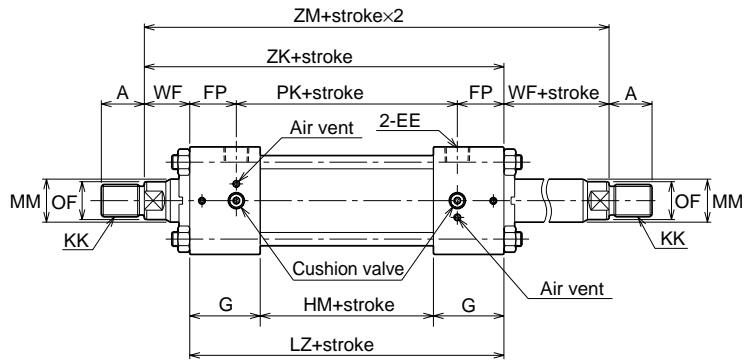 ZM+stroke×2
ZK+stroke
A WF FP PK+stroke FP WF+stroke A
Air vent 2-EE
MM OF OF MM
KK KK
Cushion valve
Air vent
G HM+stroke G
LZ+stroke